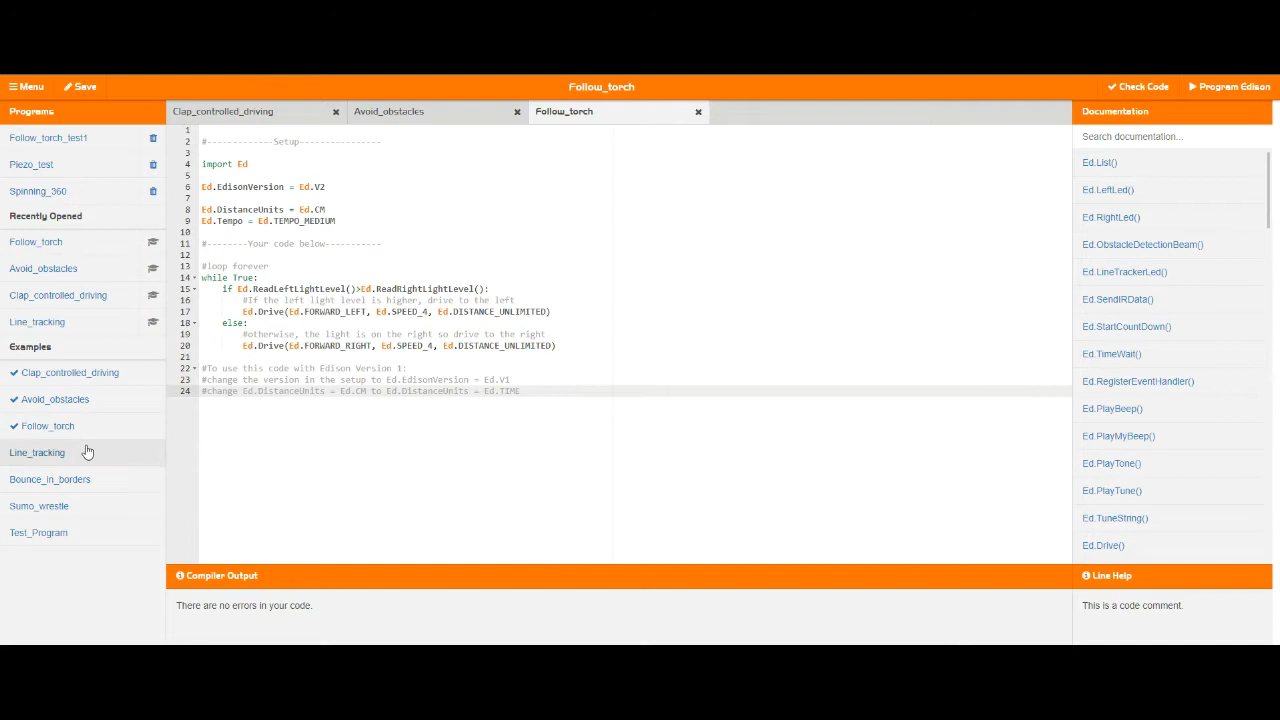 Menu Save Follow_torch Check Code Program Edison
Programs
Follow_torch_test1
Piezo_test
Spinning_360
Recently Opened
Follow_torch
Avoid_obstacles
Clap_controlled_driving
Line_tracking
Examples
Clap_controlled_driving
Avoid_obstacles
Follow_torch
Line_tracking
Bounce_in_borders
Sumo_wrestle
Test_Program
Clap_controlled_driving Avoid_obstacles Follow_torch
1
2 #-------------Setup----------------
3
4 import Ed
5
6 Ed.EdisonVersion = Ed.V2
7
8 Ed.DistanceUnits = Ed.CM
9 Ed.Tempo = Ed.TEMPO_MEDIUM
10
11 #--------Your code below-----------
12
13 #loop forever
14 while True:
15 if Ed.ReadLeftLightLevel()>Ed.ReadRightLightLevel():
16 #If the left light level is higher, drive to the left
17 Ed.Drive(Ed.FORWARD_LEFT, Ed.SPEED_4, Ed.DISTANCE_UNLIMITED)
18 else:
19 #otherwise, the light is on the right so drive to the right
20 Ed.Drive(Ed.FORWARD_RIGHT, Ed.SPEED_4, Ed.DISTANCE_UNLIMITED)
21
22 #To use this code with Edison Version 1:
23 #change the version in the setup to Ed.EdisonVersion = Ed.V1
24 #change Ed.DistanceUnits = Ed.CM to Ed.DistanceUnits = Ed.TIME
Compiler Output
There are no errors in your code.
Documentation
Search documentation...
Ed.List()
Ed.LeftLed()
Ed.RightLed()
Ed.ObstacleDetectionBeam()
Ed.LineTrackerLed()
Ed.SendIRData()
Ed.StartCountDown()
Ed.TimeWait()
Ed.RegisterEventHandler()
Ed.PlayBeep()
Ed.PlayMyBeep()
Ed.PlayTone()
Ed.PlayTune()
Ed.TuneString()
Ed.Drive()
Line Help
This is a code comment.